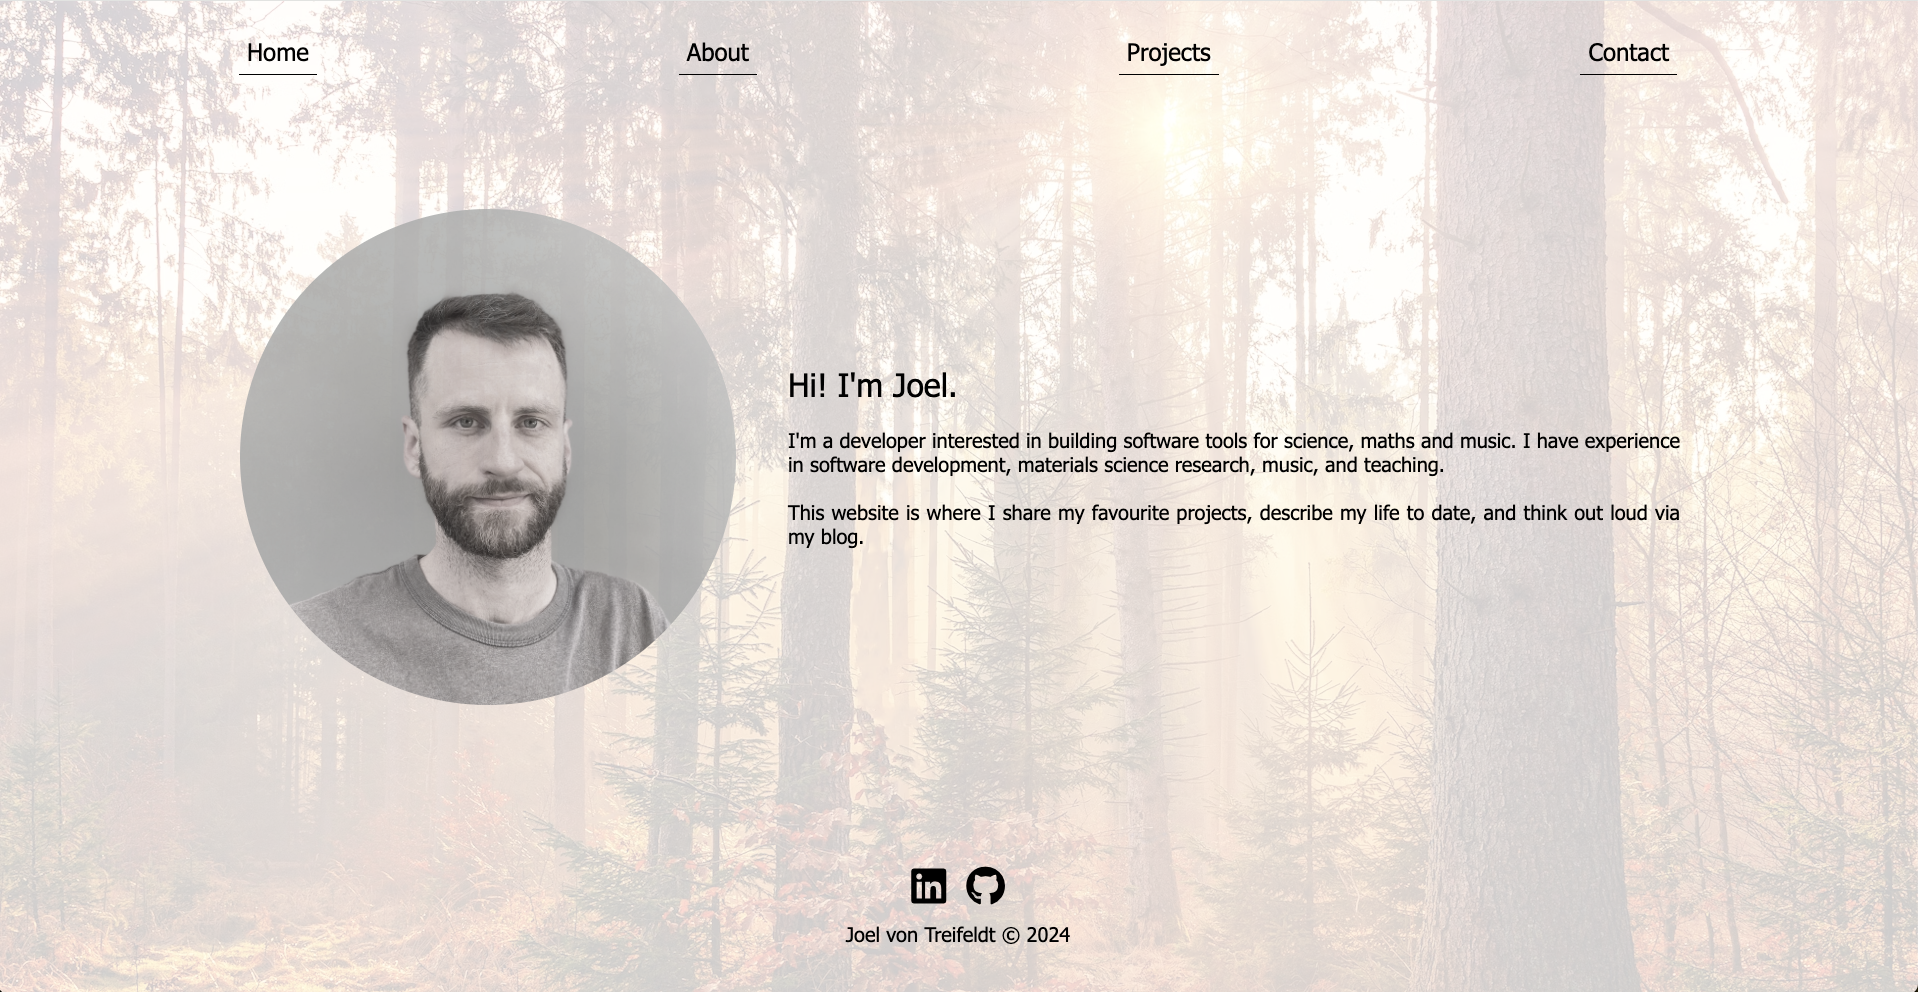 Home About Projects Contact
Hi! I'm Joel.
I'm a developer interested in building software tools for science, maths and music. I have experience
in software development, materials science research, music, and teaching.
This website is where I share my favourite projects, describe my life to date, and think out loud via
my blog.
in
Joel von Treifeldt © 2024